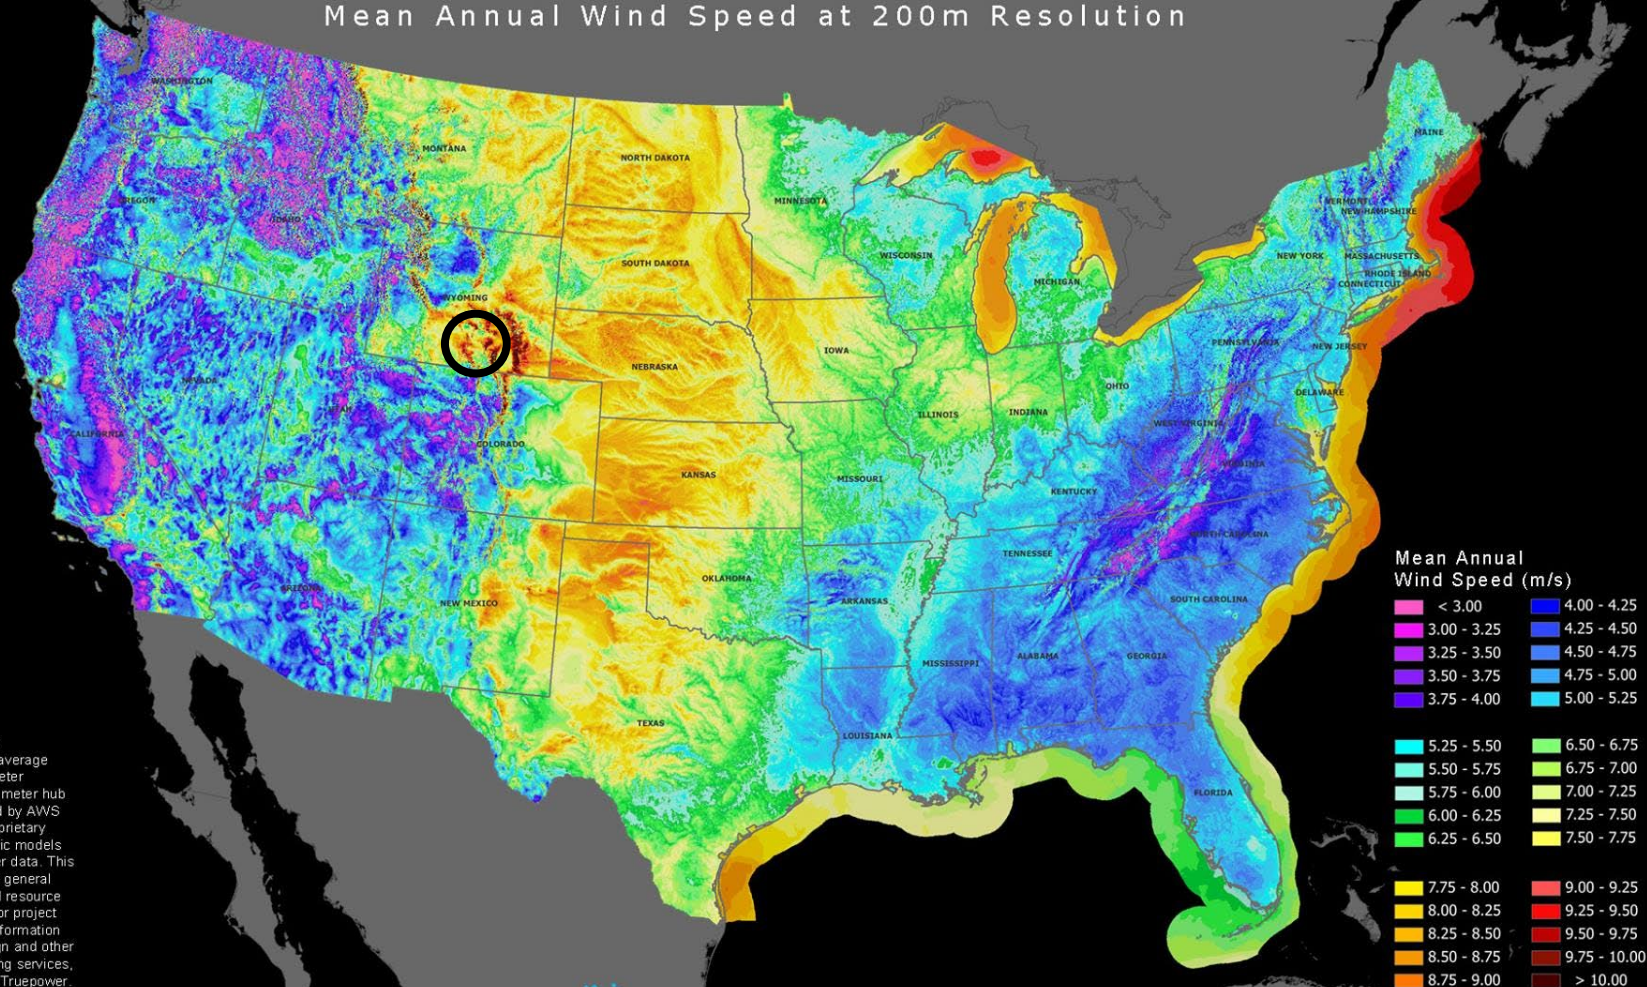 Mean Annual Wind Speed at 200m Resolution
WASHINGTON
MONTANA
NORTH DAKOTA
MINNESOTA
MAINE
OREGON
IDAHO
VERMONT
NEW HAMPSHIRE
SOUTH DAKOTA
WISCONSIN
NEW YORK
MASSACHUSETTS
RHODE ISLAND
MICHIGAN
CONNECTICUT
WYOMING
PENNSYLVANIA
NEW JERSEY
IOWA
NEBRASKA
NEVADA
OHIO
DELAWARE
UTAH
ILLINOIS
INDIANA
WEST VIRGINIA
CALIFORNIA
COLORADO
VIRGINIA
KANSAS
MISSOURI
KENTUCKY
NORTH CAROLINA
TENNESSEE
OKLAHOMA
ARIZONA
NEW MEXICO
ARKANSAS
SOUTH CAROLINA
MISSISSIPPI
ALABAMA
GEORGIA
TEXAS
LOUISIANA
FLORIDA
average
eter
meter hub
d by AWS
prietary
ic models
er data. This
general
d resource
or project
formation
gn and other
ng services,
Truepower.
Mean Annual
Wind Speed (m/s)
< 3.00 4.00 - 4.25
3.00 - 3.25 4.25 - 4.50
3.25 - 3.50 4.50 - 4.75
3.50 - 3.75 4.75 - 5.00
3.75 - 4.00 5.00 - 5.25
5.25 - 5.50 6.50 - 6.75
5.50 - 5.75 6.75 - 7.00
5.75 - 6.00 7.00 - 7.25
6.00 - 6.25 7.25 - 7.50
6.25 - 6.50 7.50 - 7.75
7.75 - 8.00 9.00 - 9.25
8.00 - 8.25 9.25 - 9.50
8.25 - 8.50 9.50 - 9.75
8.50 - 8.75 9.75 - 10.00
8.75 - 9.00 > 10.00